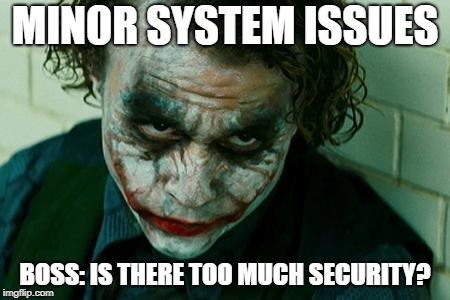 MINOR SYSTEM ISSUES
BOSS: IS THERE TOO MUCH SECURITY?
imgflip.com